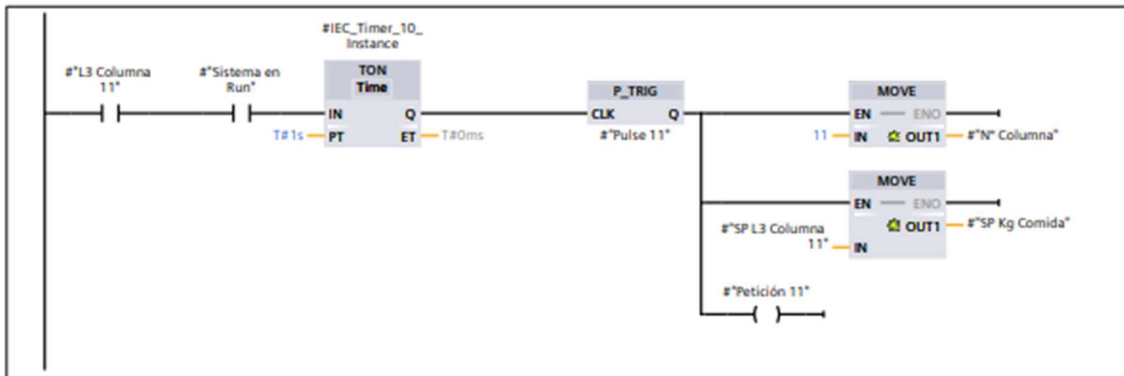 #IEC_Timer_10_
Instance
#"L3 Columna
11"
#"Sistema en
Run"
TON
Time
IN Q
T#1s PT ET T#0ms
P_TRIG
CLK Q
#"Pulse 11"
MOVE
EN ENO
11 IN OUT1 #"N° Columna"
MOVE
EN ENO
OUT1 #"SP Kg Comida"
#"SP L3 Columna
11" IN
#"Petición 11"